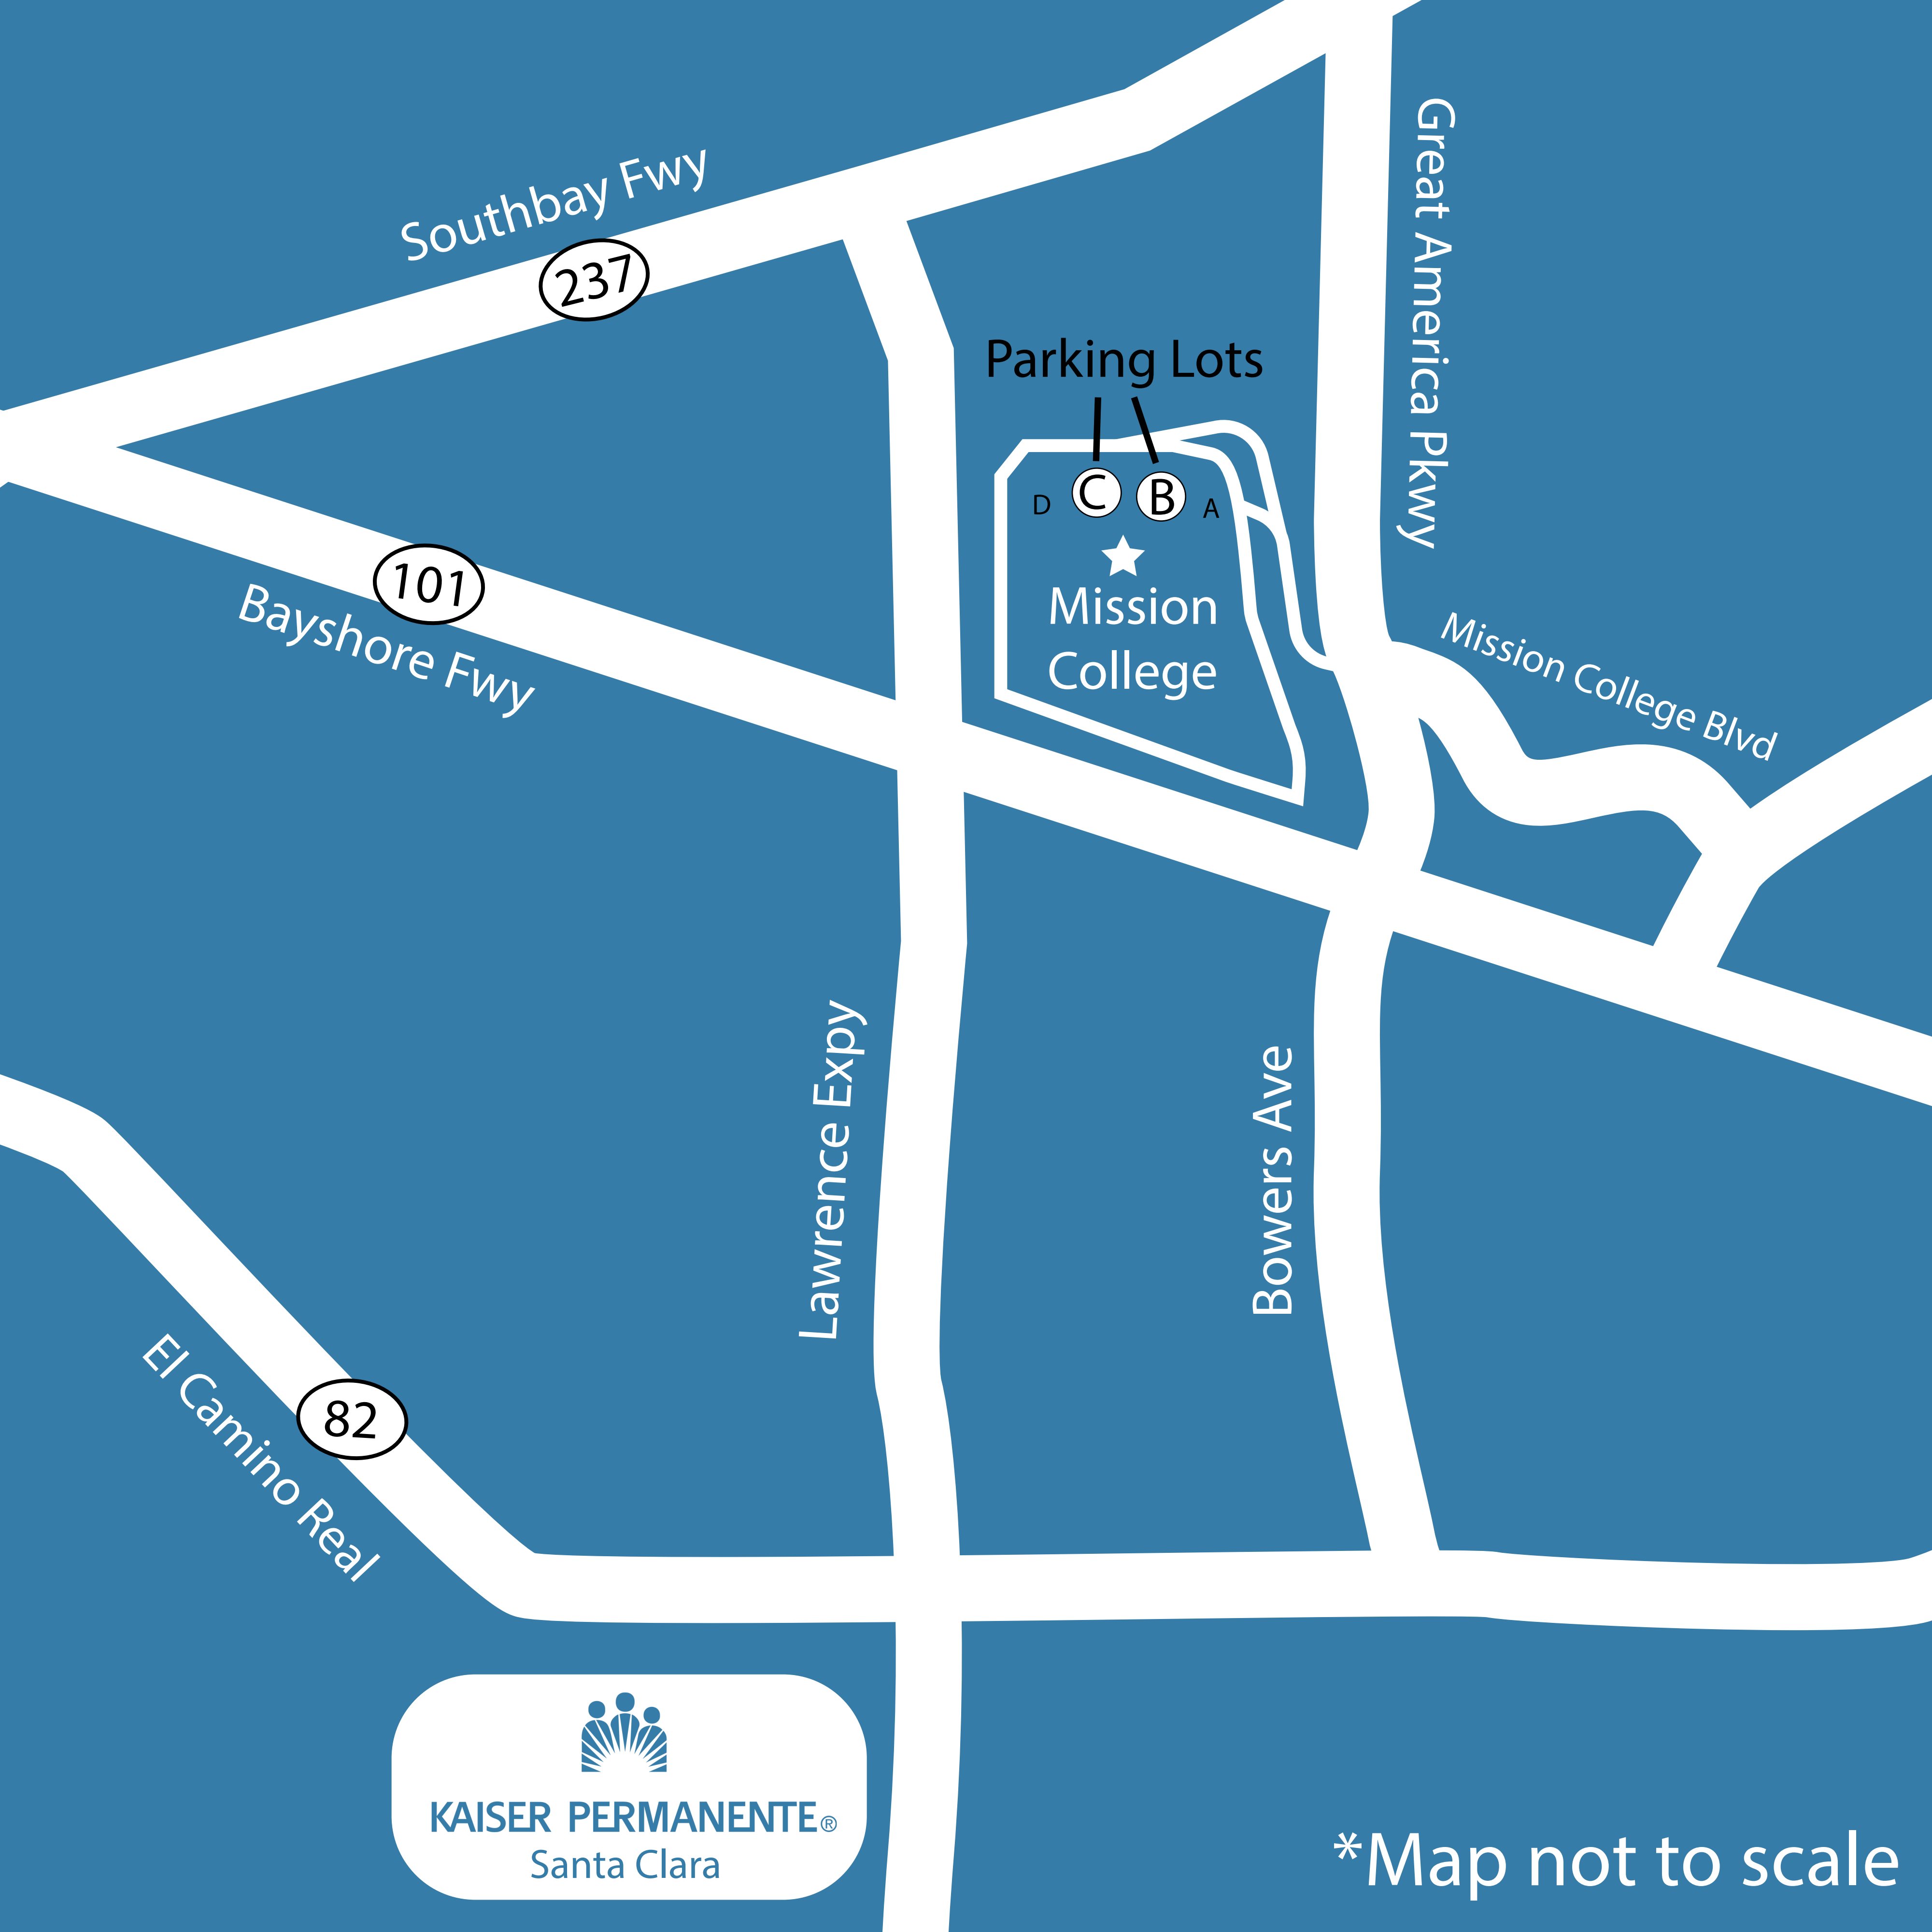 Great America Pkwy
Southbay Fwy
237
Parking Lots
D
C
B
A
101
Bayshore Fwy
Mission
College
Mission College Blvd
Lawrence Expy
Bowers Ave
El Camino Real
82
KAISER PERMANENTE®
Santa Clara
*Map not to scale